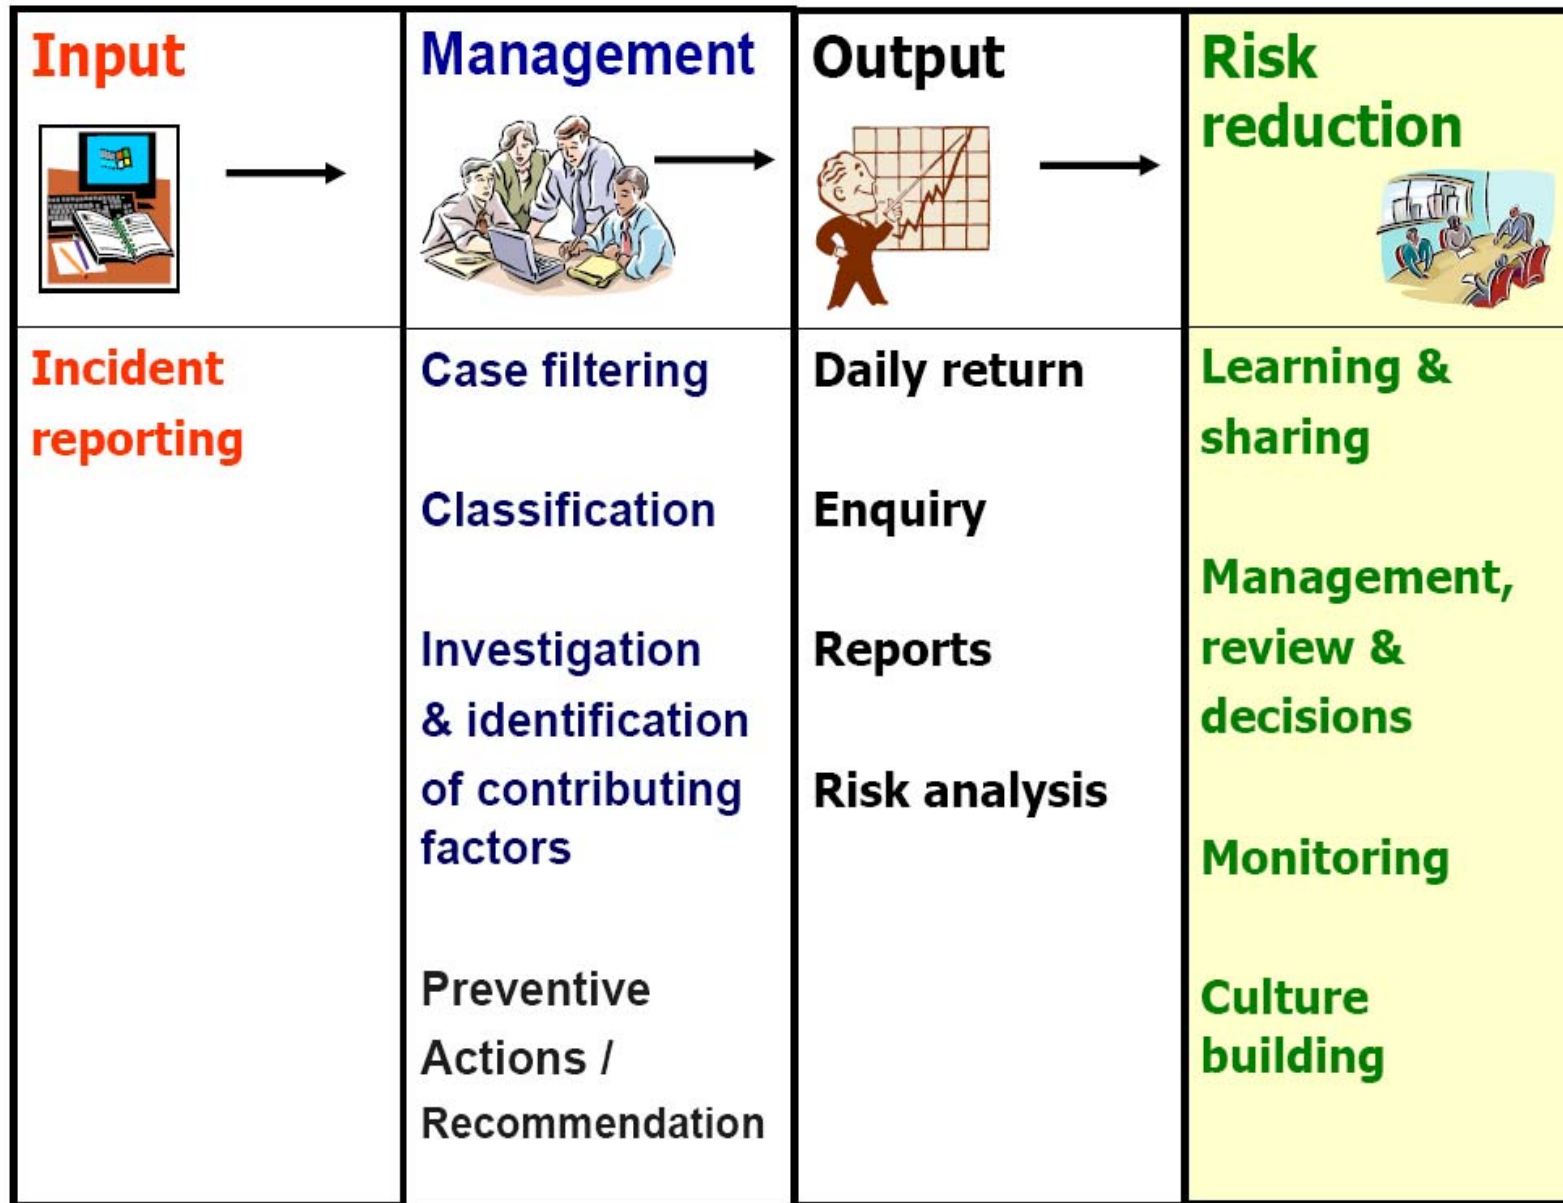 Input
Management
Output
Risk
reduction
Incident
reporting
Case filtering
Classification
Investigation
& identification
of contributing
factors
Preventive
Actions /
Recommendation
Daily return
Enquiry
Reports
Risk analysis
Learning &
sharing
Management,
review &
decisions
Monitoring
Culture
building